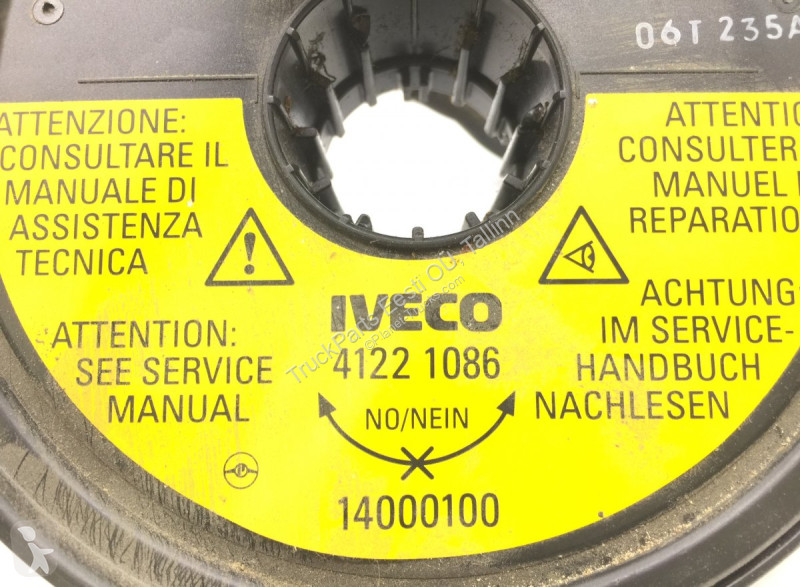 06T 235A
ATTENZIONE:
CONSULTARE IL
MANUALE DI
ASSISTENZA
TECNICA
ATTENTIO
CONSULTER
MANUEL
REPARATIO
ATTENTION:
SEE SERVICE
MANUAL
IVECO
4122 1086
NO/NEIN
14000100
ACHTUNG:
IM SERVICE-
HANDBUCH
NACHLESEN
TruckParts Eesti OÜ, Tallinn